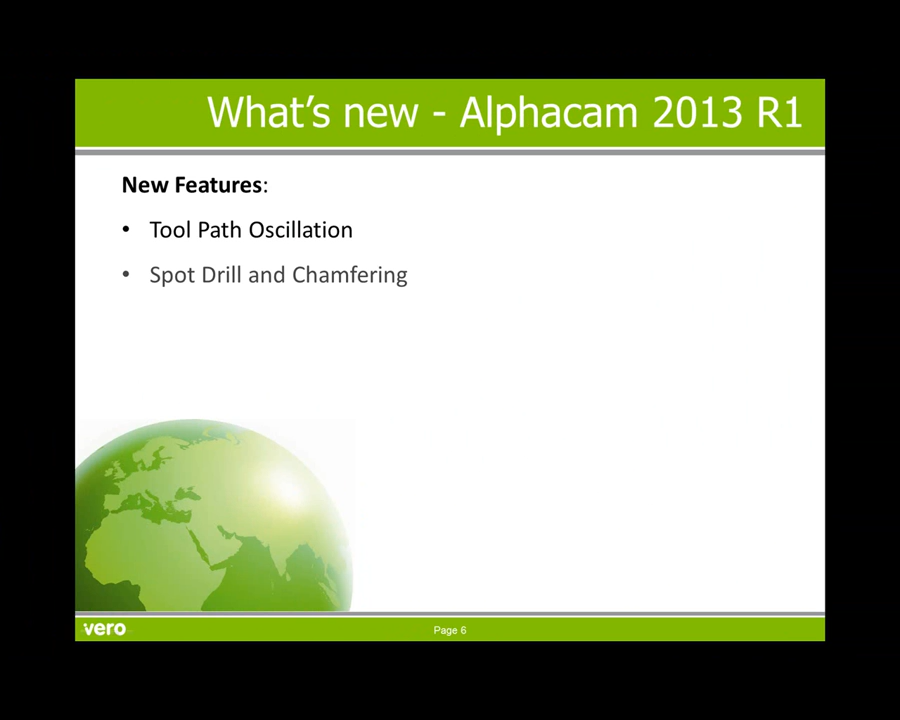 What's new - Alphacam 2013 R1
New Features:
• Tool Path Oscillation
• Spot Drill and Chamfering
vero
Page 6